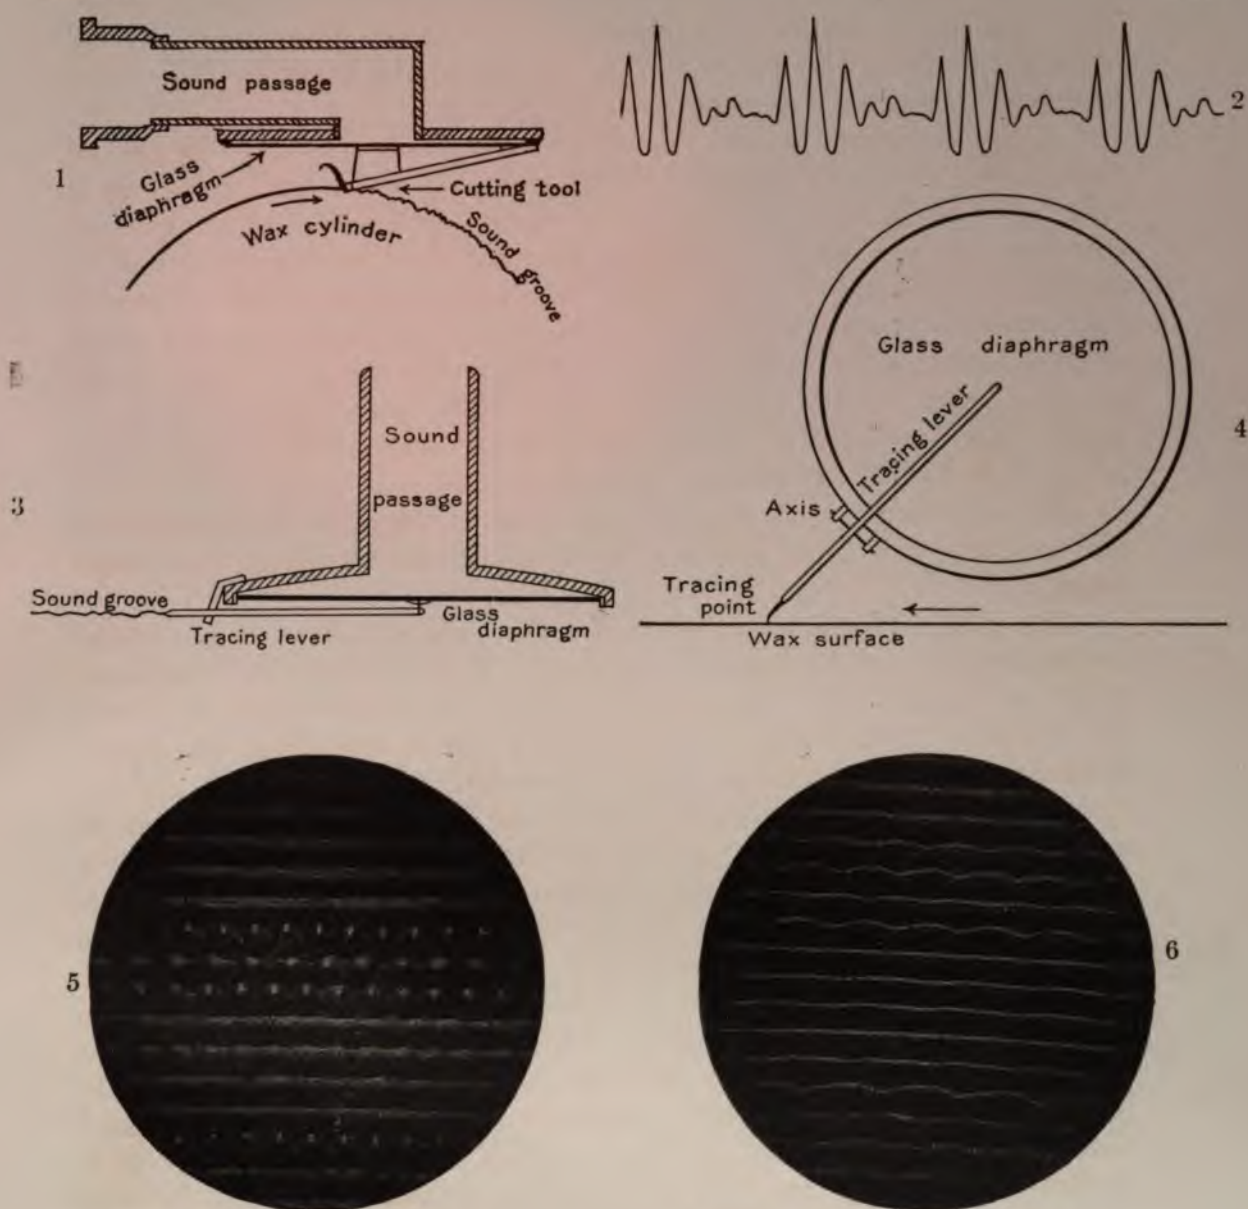 Sound passage
1
Glass
diaphragm
Cutting tool
Wax cylinder
Sound groove
2
3
Sound
passage
Sound groove
Tracing lever
Glass
diaphragm
4
Glass diaphragm
Tracing lever
Axis
Tracing
point
Wax surface
5
6